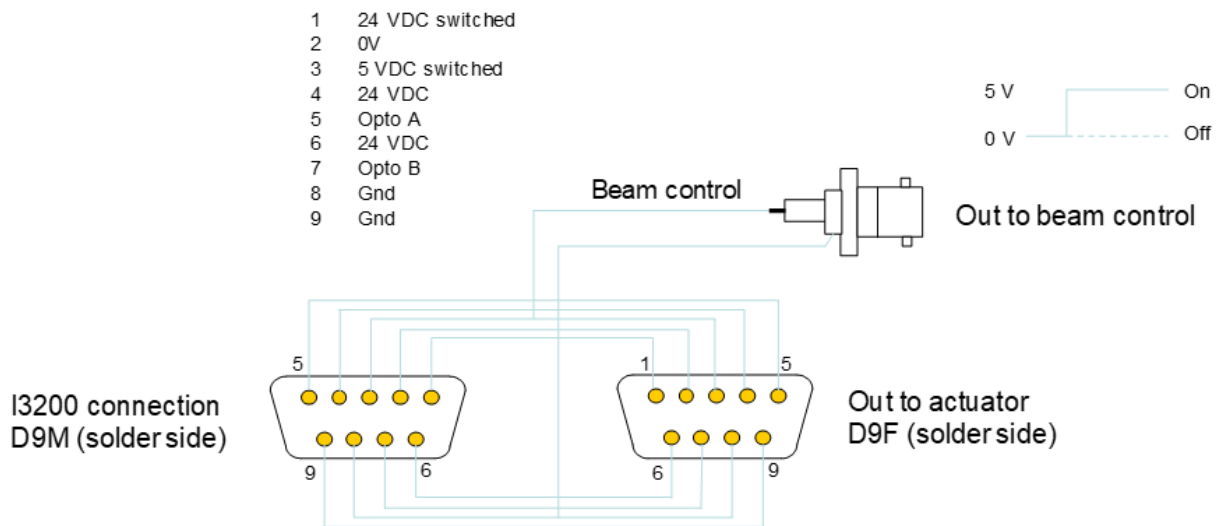 1 24 VDC switched
2 0V
3 5 VDC switched
4 24 VDC
5 Opto A
6 24 VDC
7 Opto B
8 Gnd
9 Gnd
5 V On
0 V Off
Beam control
Out to beam control
5
1 5
I3200 connection
D9M (solder side)
Out to actuator
D9F (solder side)
9 6
6 9